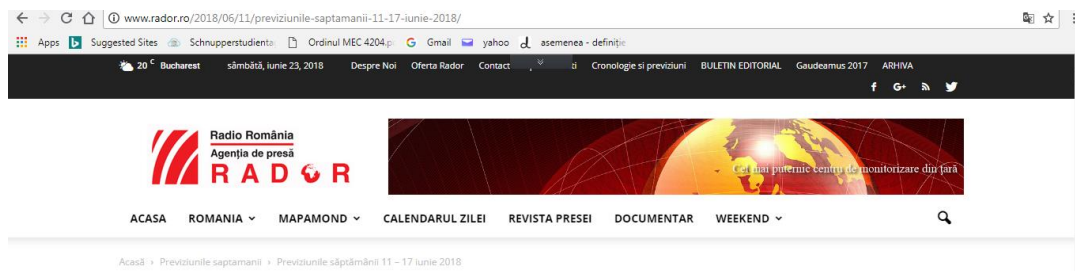 www.rador.ro/2018/06/11/previziunile-saptamanii-11-17-iunie-2018/
Apps Suggested Sites Schnupperstudienta Ordinul MEC 4204.p G Gmail yahoo d asemenea - definiție
20 C Bucharest sâmbătă, iunie 23, 2018 Despre Noi Oferta Rador Contact Cronologie si previziuni BULETIN EDITORIAL Gaudeamus 2017 ARHIVA
f G+
Radio România
Agenția de presă
RADOR
Cel mai puternic centru de monitorizare din țară
ACASA ROMANIA MAPAMOND CALENDARUL ZILEI REVISTA PRESEI DOCUMENTAR WEEKEND
Acasă › Previziunile saptamanii › Previziunile săptămânii 11 – 17 iunie 2018